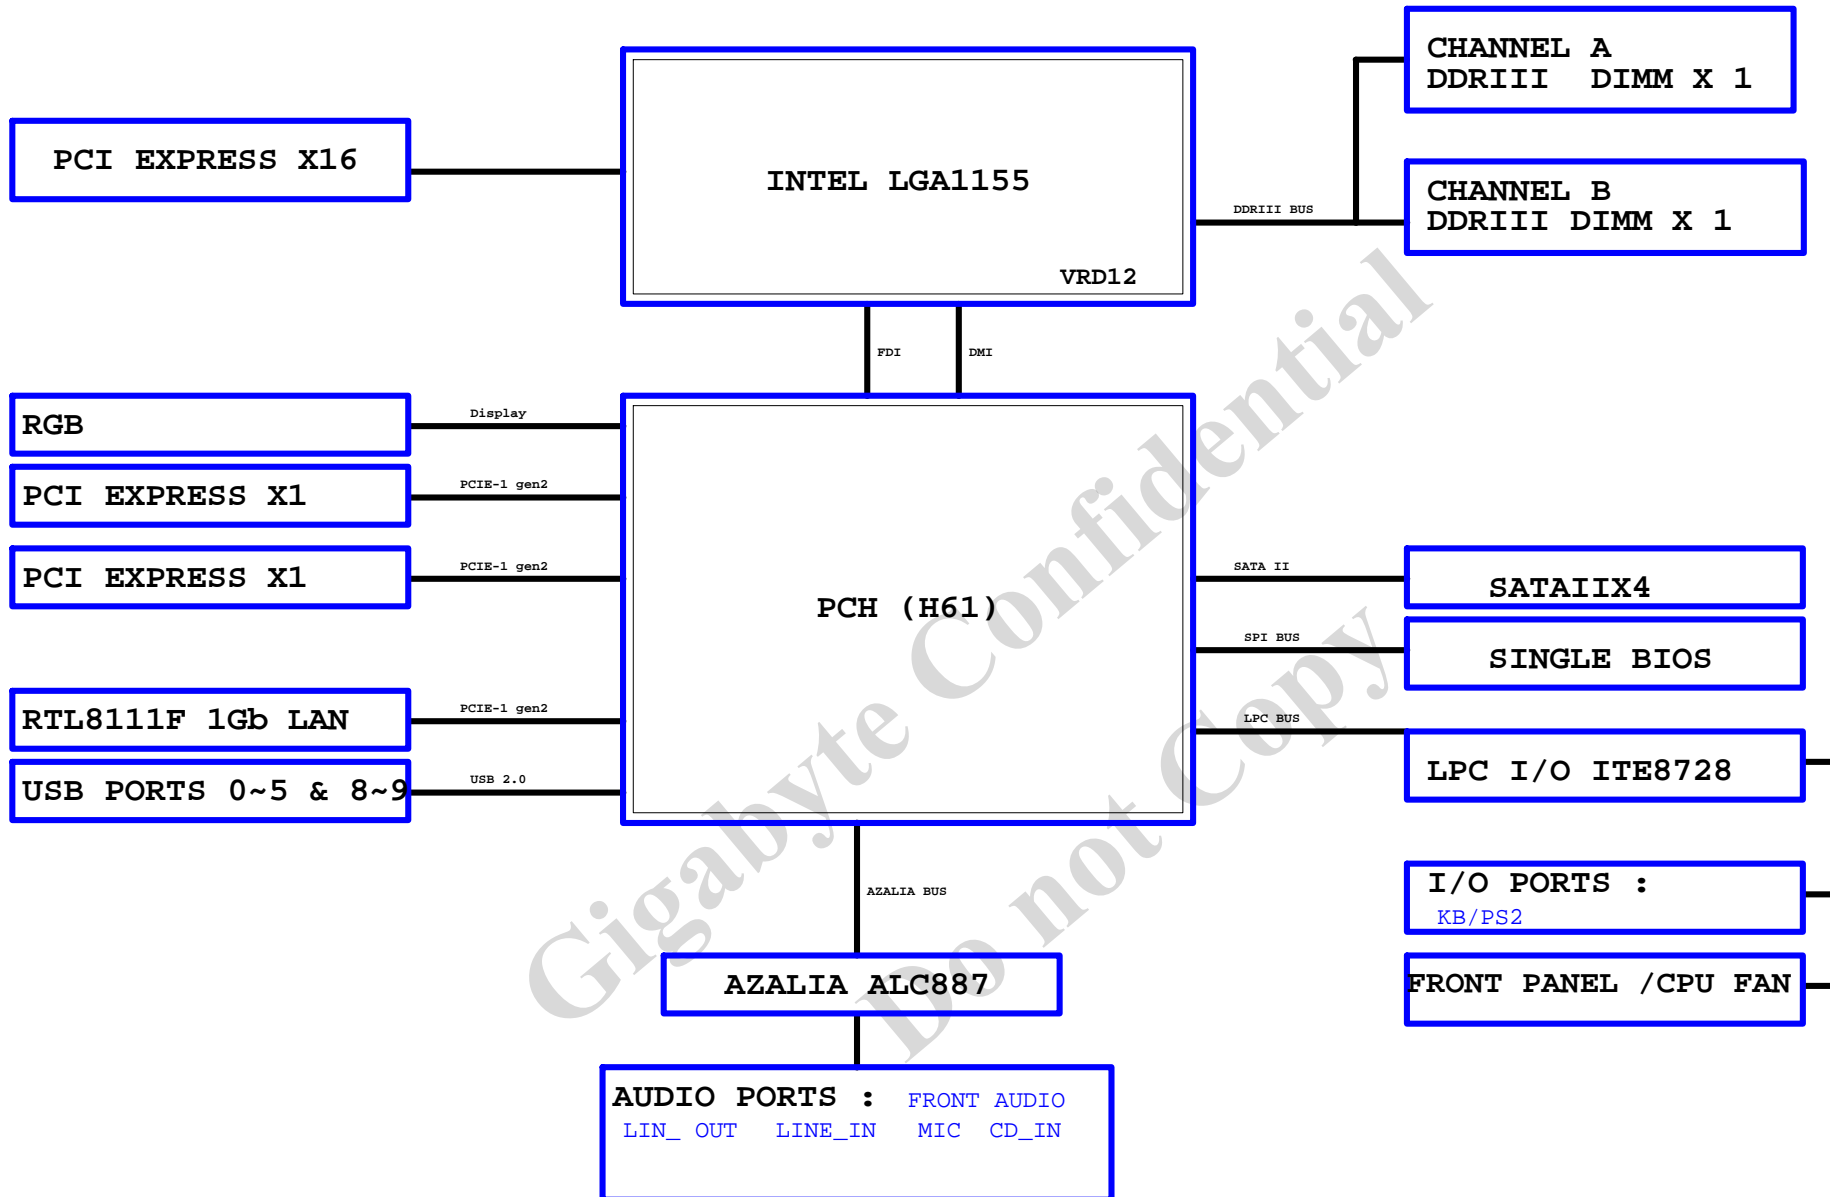 CHANNEL A
DDRIII DIMM X 1
PCI EXPRESS X16
INTEL LGA1155
VRD12
DDRIII BUS
CHANNEL B
DDRIII DIMM X 1
FDI
DMI
RGB
Display
PCI EXPRESS X1
PCIE-1 gen2
PCI EXPRESS X1
PCIE-1 gen2
PCH (H61)
SATA II
SATAIIX4
SPI BUS
SINGLE BIOS
RTL8111F 1Gb LAN
PCIE-1 gen2
LPC BUS
LPC I/O ITE8728
USB PORTS 0~5 & 8~9
USB 2.0
AZALIA BUS
I/O PORTS :
KB/PS2
AZALIA ALC887
FRONT PANEL /CPU FAN
AUDIO PORTS : FRONT AUDIO
LIN_ OUT LINE_IN MIC CD_IN
Gigabyte Confidential
Do not Copy